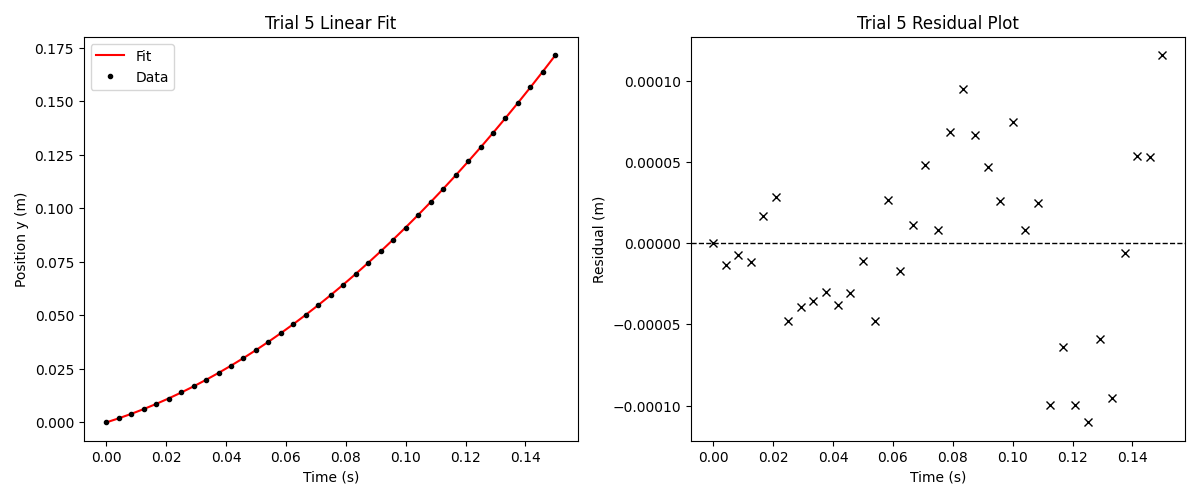 Trial 5 Linear Fit
Fit
Data
0.175
0.150
0.125
0.100
0.075
0.050
0.025
0.000
Position y (m)
0.00 0.02 0.04 0.06 0.08 0.10 0.12 0.14
Time (s)
Trial 5 Residual Plot
0.00010
0.00005
0.00000
−0.00005
−0.00010
Residual (m)
0.00 0.02 0.04 0.06 0.08 0.10 0.12 0.14
Time (s)